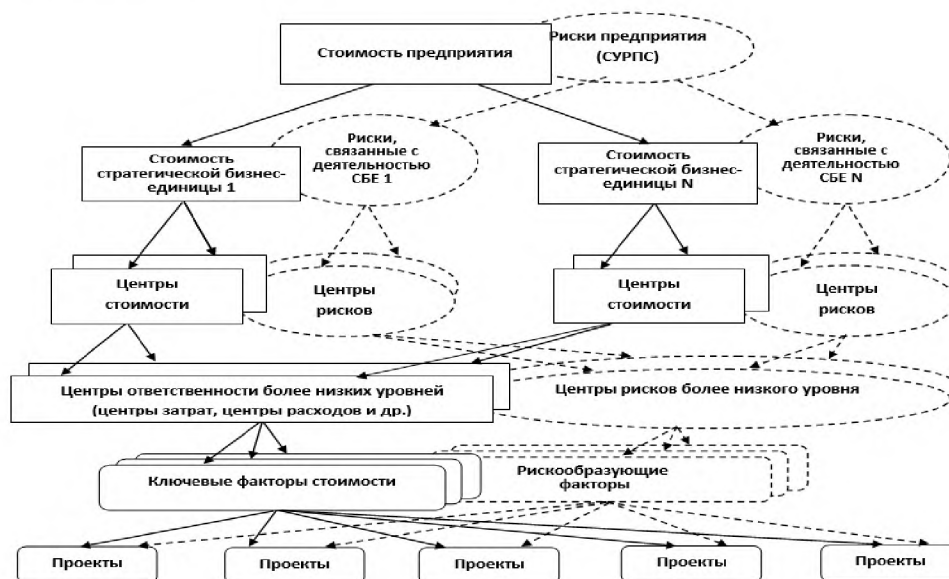 Стоимость предприятия
Риски предприятия
(СУРПС)
Стоимость
стратегической бизнес-
единицы 1
Риски,
связанные с
деятельностью
СБЕ 1
Стоимость
стратегической бизнес-
единицы N
Риски,
связанные с
деятельностью
СБЕ N
Центры
стоимости
Центры
рисков
Центры
стоимости
Центры
рисков
Центры ответственности более низких уровней
(центры затрат, центры расходов и др.)
Центры рисков более низкого уровня
Ключевые факторы стоимости
Рискообразующие
факторы
Проекты
Проекты
Проекты
Проекты
Проекты